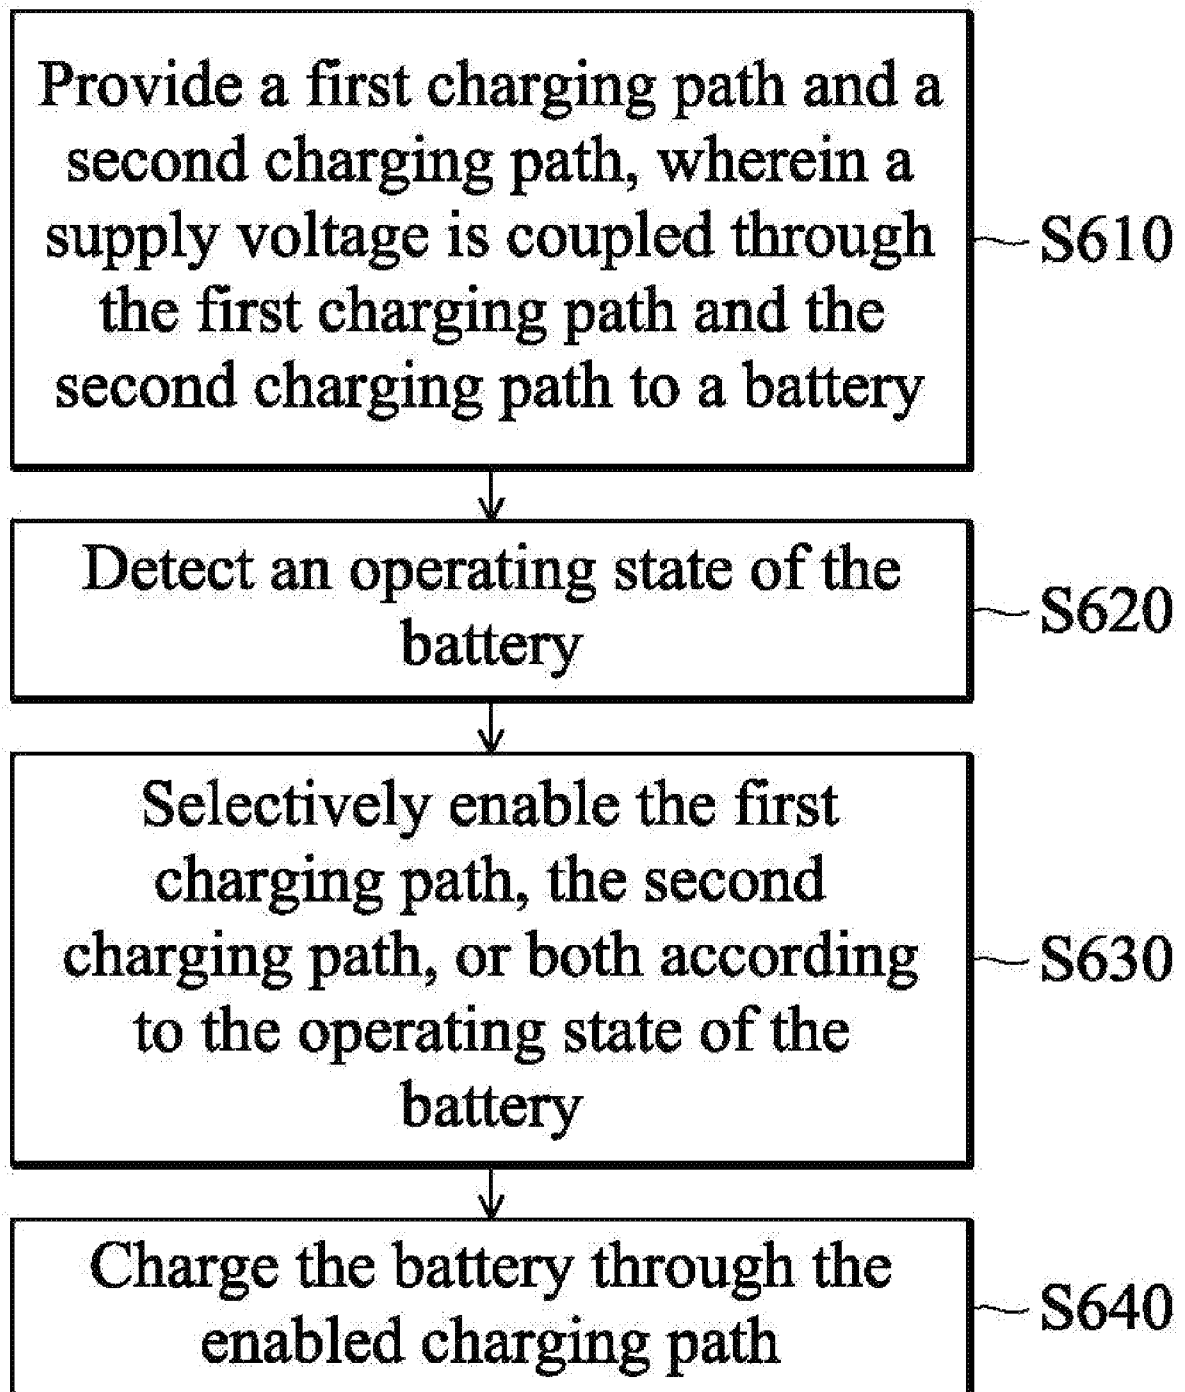 Provide a first charging path and a
second charging path, wherein a
supply voltage is coupled through
the first charging path and the
second charging path to a battery
S610
Detect an operating state of the
battery
S620
Selectively enable the first
charging path, the second
charging path, or both according
to the operating state of the
battery
S630
Charge the battery through the
enabled charging path
S640